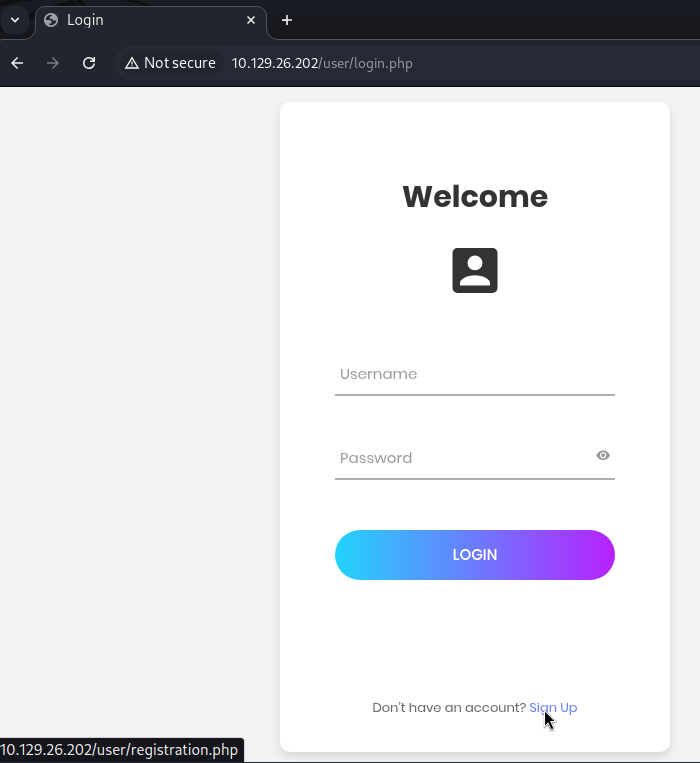 Login
Not secure 10.129.26.202/user/login.php
Welcome
Username
Password
LOGIN
Don't have an account? Sign Up
10.129.26.202/user/registration.php